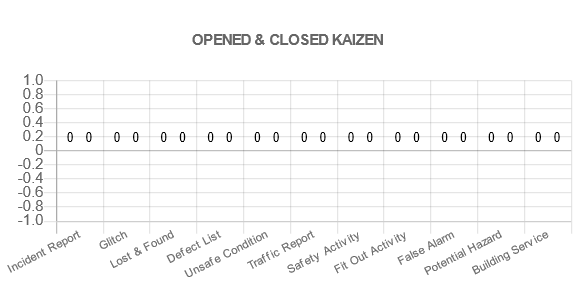 OPENED & CLOSED KAIZEN
1.0
0.8
0.6
0.4
0.2
0
-0.2
-0.4
-0.6
-0.8
-1.0
0 0 0 0 0 0 0 0 0 0 0 0 0 0 0 0 0 0 0 0 0 0
Incident Report
Glitch
Lost & Found
Defect List
Unsafe Condition
Traffic Report
Safety Activity
Fit Out Activity
False Alarm
Potential Hazard
Building Service